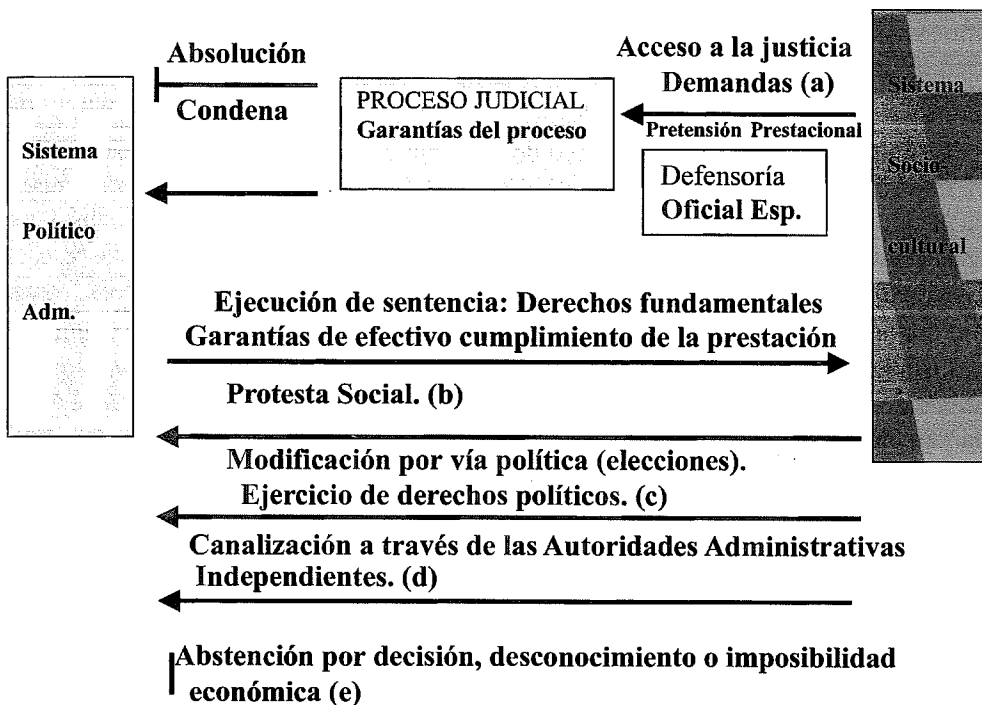 Absolución
Condena
Acceso a la justicia
Demandas (a)
Pretensión Prestacional
PROCESO JUDICIAL
Garantías del proceso
Defensoría
Oficial Esp.
Sistema
Político
Adm.
Sistema
Socio-
cultural
Ejecución de sentencia: Derechos fundamentales
Garantías de efectivo cumplimiento de la prestación
Protesta Social. (b)
Modificación por vía política (elecciones).
Ejercicio de derechos políticos. (c)
Canalización a través de las Autoridades Administrativas
Independientes. (d)
Abstención por decisión, desconocimiento o imposibilidad
económica (e)